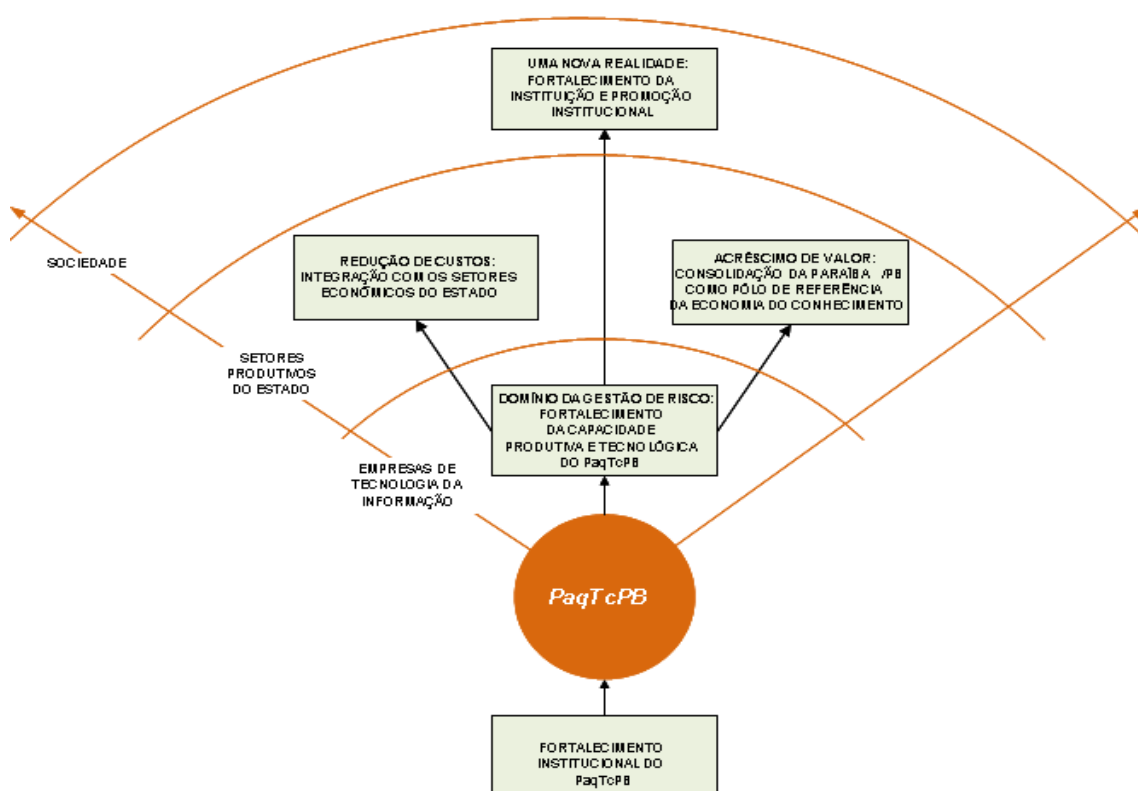 UMA NOVA REALIDADE:
FORTALECIMENTO DA
INSTITUIÇÃO E PROMOÇÃO
INSTITUCIONAL
SOCIEDADE
REDUÇÃO DE CUSTOS:
INTEGRAÇÃO COM OS SETORES
ECONÔMICOS DO ESTADO
ACRÉSCIMO DE VALOR:
CONSOLIDAÇÃO DA PARAÍBA /PB
COMO PÓLO DE REFERÊNCIA
DA ECONOMIA DO CONHECIMENTO
SETORES
PRODUTIVOS
DO ESTADO
DOMÍNIO DA GESTÃO DE RISCO:
FORTALECIMENTO
DA CAPACIDADE
PRODUTIVA E TECNOLÓGICA
DO PaqTcPB
EMPRESAS DE
TECNOLOGIA DA
INFORMAÇÃO
PaqTcPB
FORTALECIMENTO
INSTITUCIONAL DO
PaqTcPB